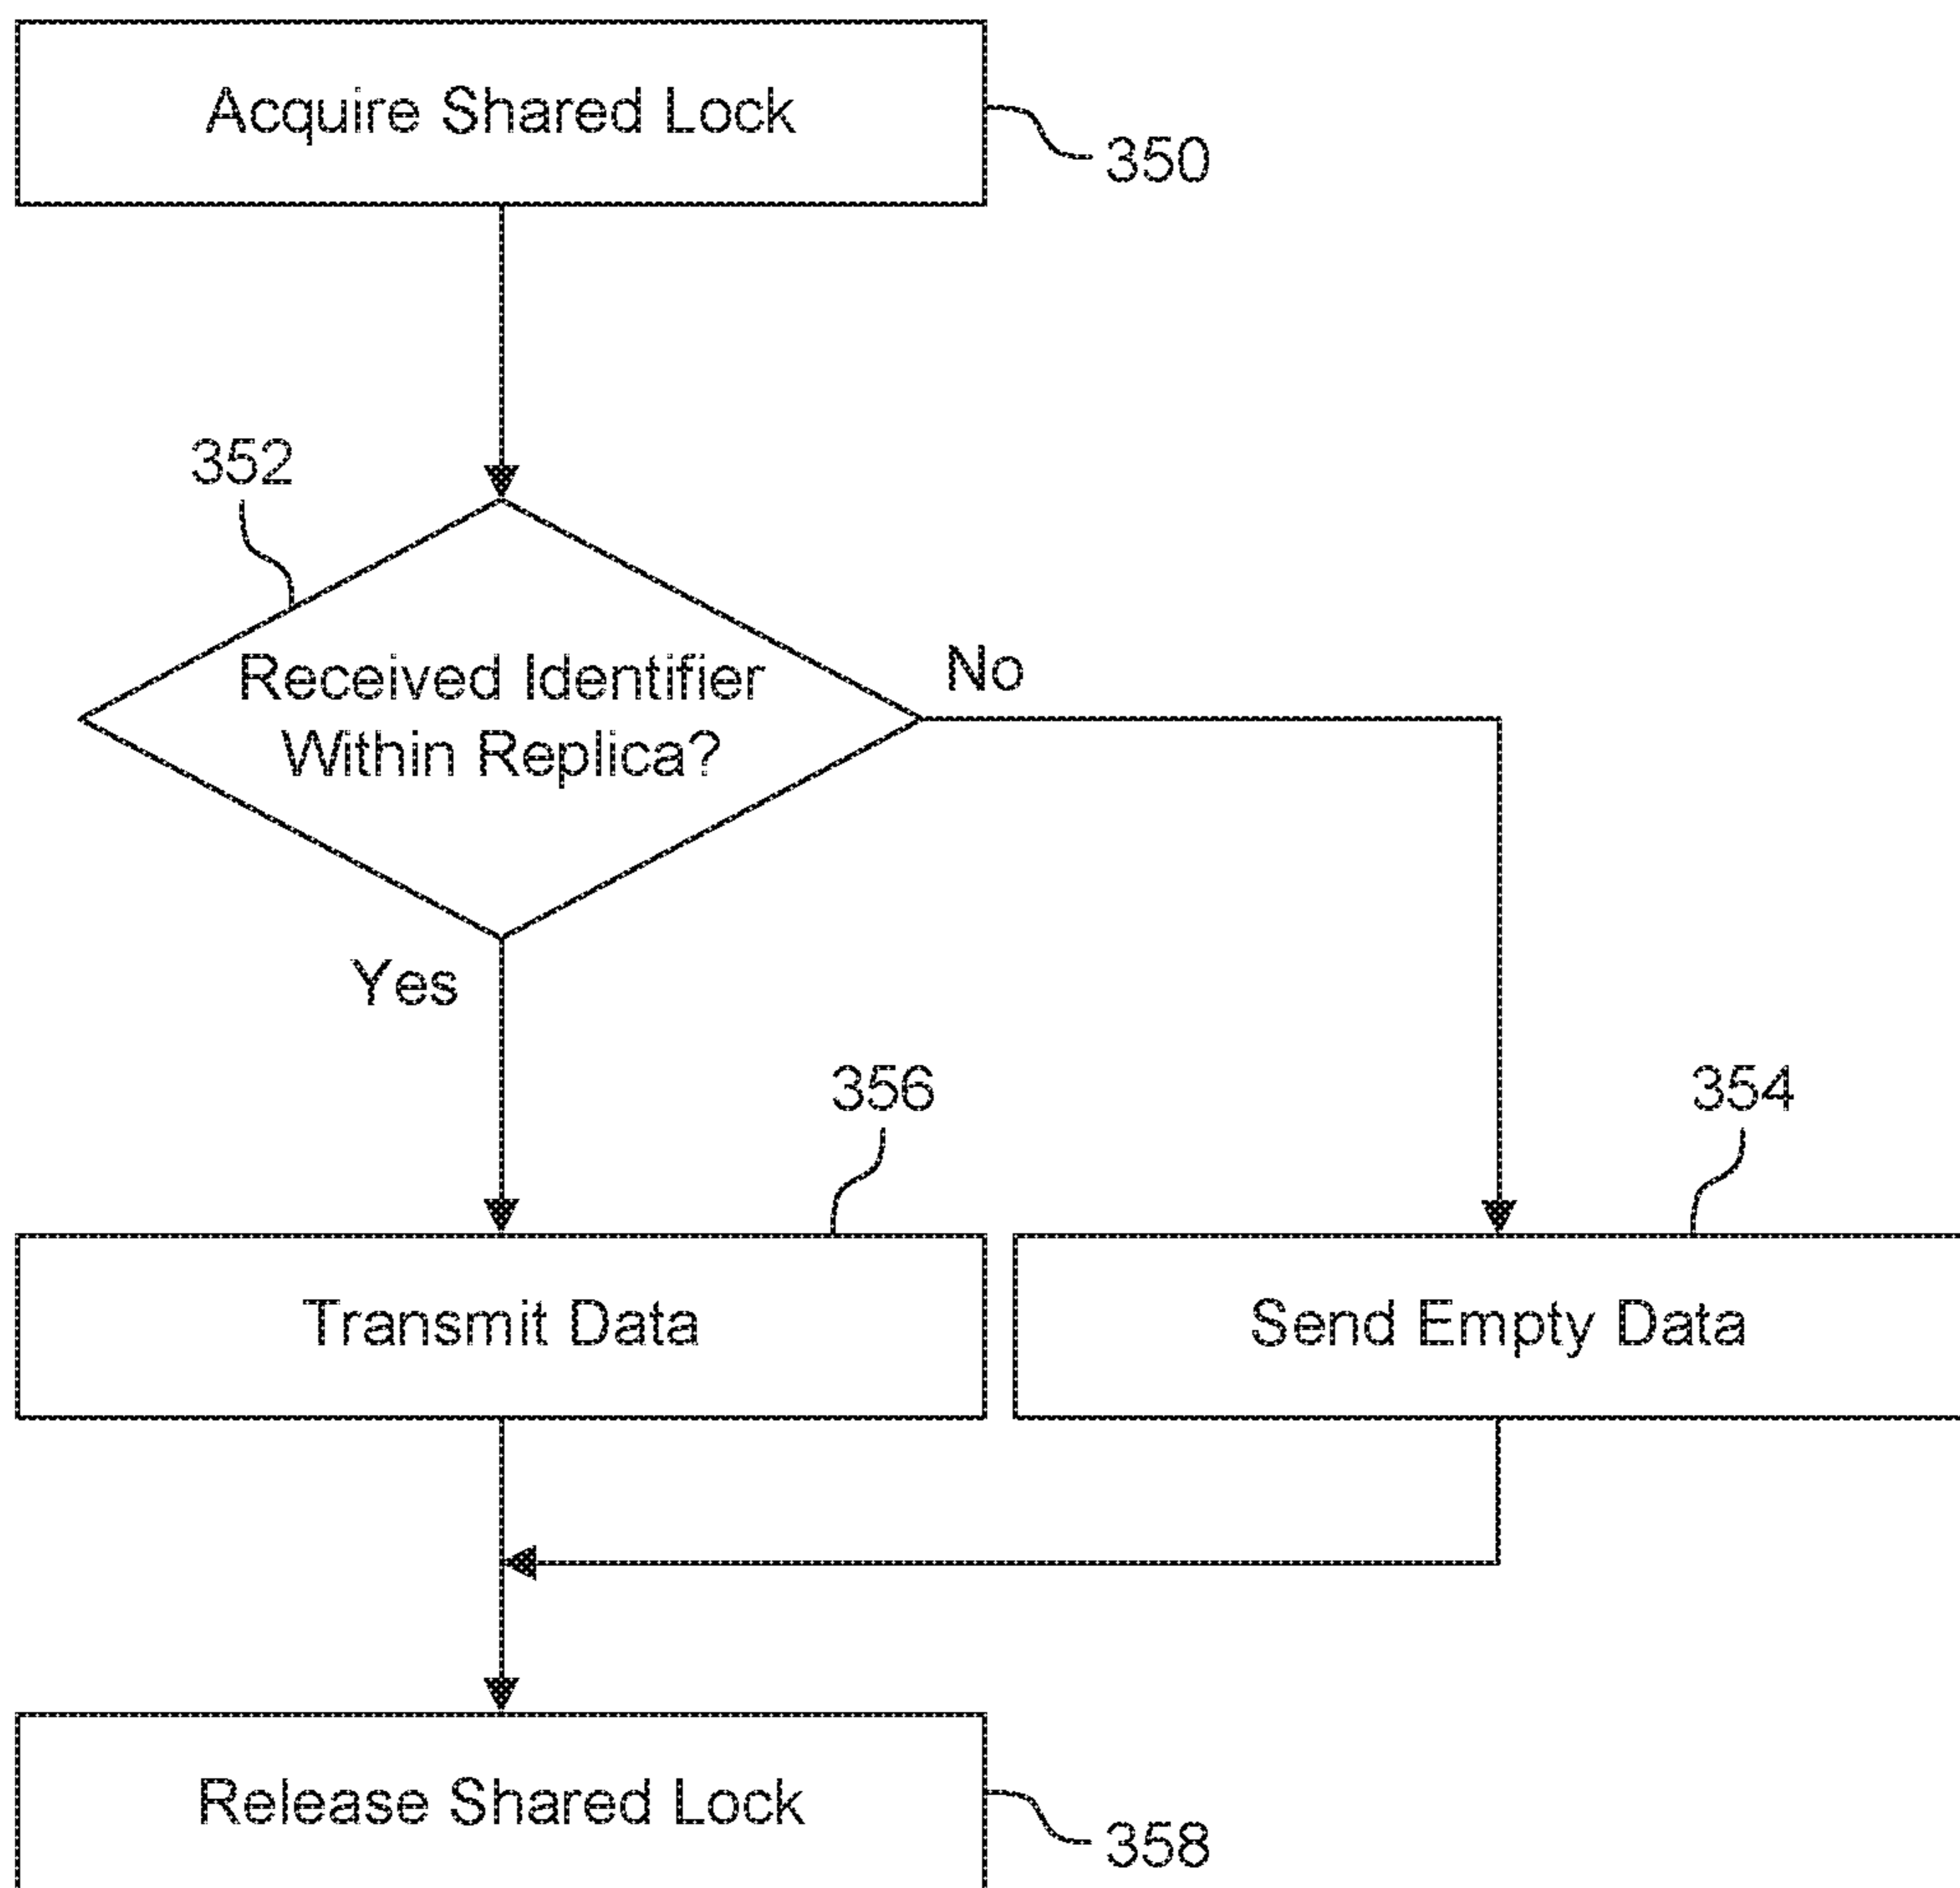 Acquire Shared Lock
350
352
Received Identifier
Within Replica?
No
Yes
356
354
Transmit Data
Send Empty Data
Release Shared Lock
358